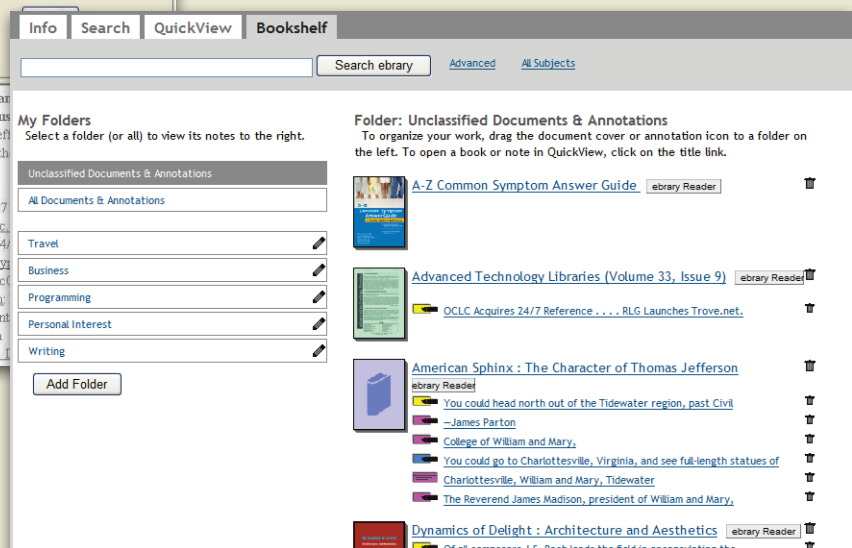 Info
Search
QuickView
Bookshelf
Search ebrary
Advanced
All Subjects
My Folders
Select a folder (or all) to view its notes to the right.
Unclassified Documents & Annotations
All Documents & Annotations
Travel
Business
Programming
Personal Interest
Writing
Add Folder
Folder: Unclassified Documents & Annotations
To organize your work, drag the document cover or annotation icon to a folder on
the left. To open a book or note in QuickView, click on the title link.
A-Z Common Symptom Answer Guide
ebrary Reader
Advanced Technology Libraries (Volume 33, Issue 9)
ebrary Reader
OCLC Acquires 24/7 Reference . . . . RLG Launches Trove.net.
American Sphinx : The Character of Thomas Jefferson
ebrary Reader
You could head north out of the Tidewater region, past Civil
—James Parton
College of William and Mary,
You could go to Charlottesville, Virginia, and see full-length statues of
Charlottesville, William and Mary, Tidewater
The Reverend James Madison, president of William and Mary,
Dynamics of Delight : Architecture and Aesthetics
ebrary Reader